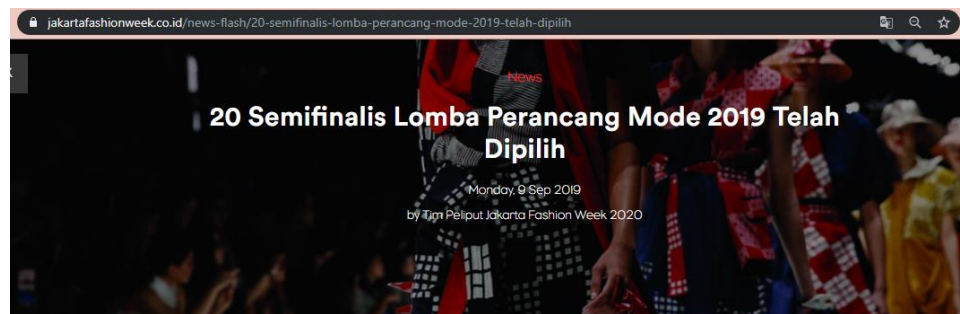 jakartafashionweek.co.id/news-flash/20-semifinalis-lomba-perancang-mode-2019-telah-dipilih
News
20 Semifinalis Lomba Perancang Mode 2019 Telah
Dipilih
Monday, 9 Sep 2019
by Tim Peliput Jakarta Fashion Week 2020